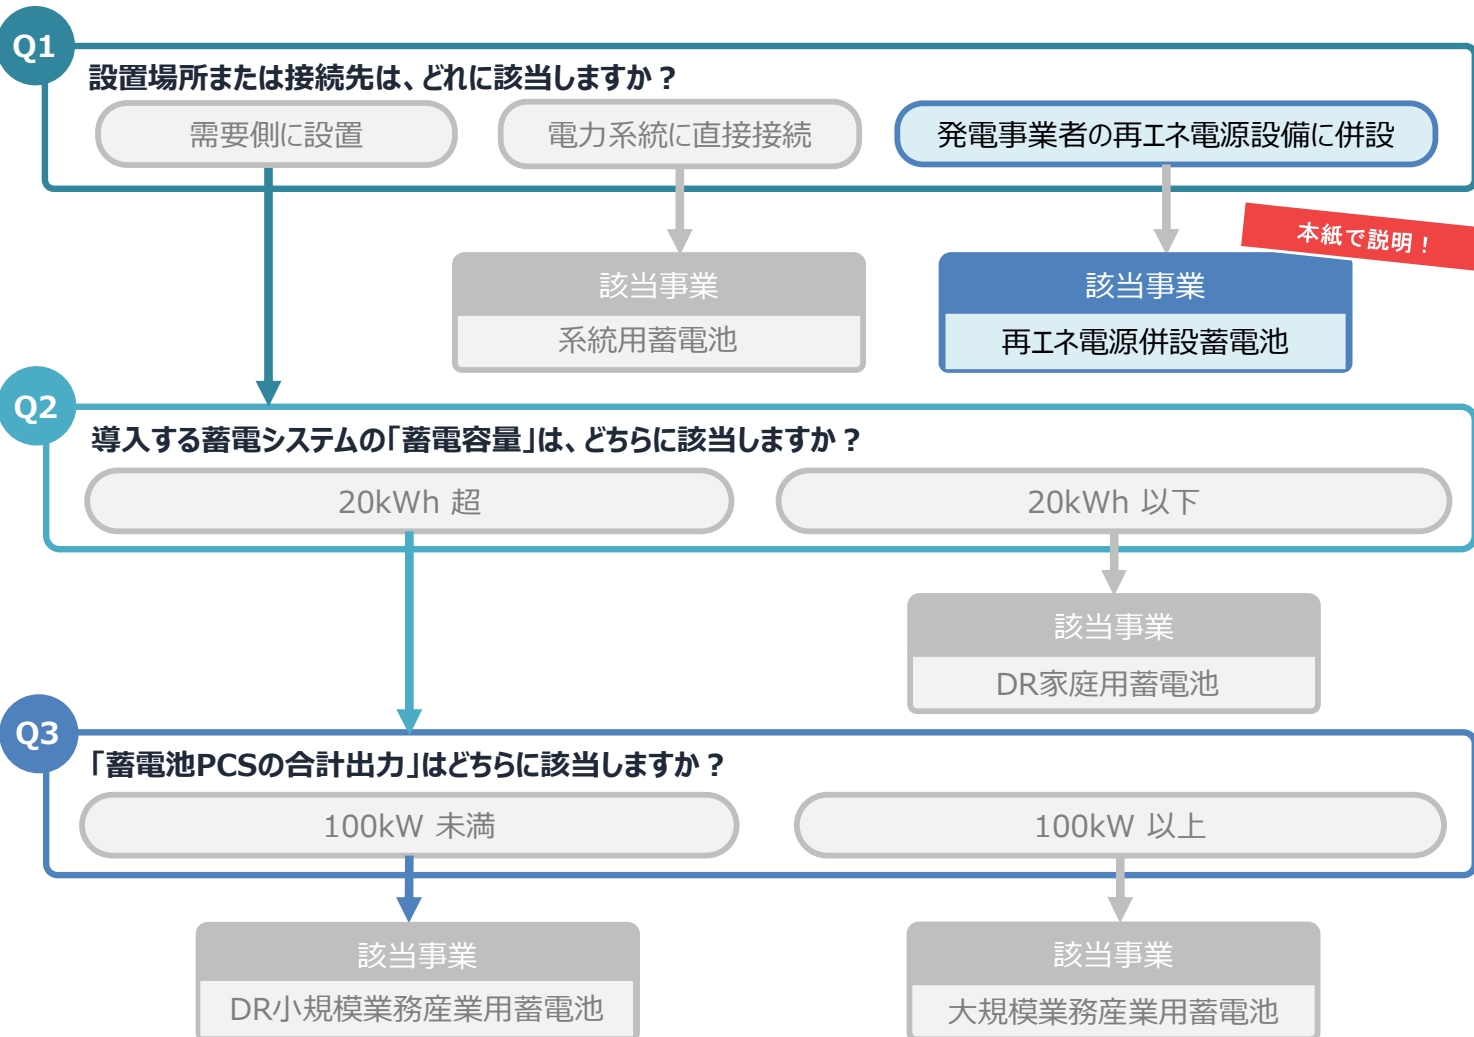 Q1
設置場所または接続先は、どれに該当しますか？
需要側に設置
電力系統に直接接続
発電事業者の再エネ電源設備に併設
本紙で説明！
該当事業
系統用蓄電池
該当事業
再エネ電源併設蓄電池
Q2
導入する蓄電システムの「蓄電容量」は、どちらに該当しますか？
20kWh 超
20kWh 以下
該当事業
DR家庭用蓄電池
Q3
「蓄電池PCSの合計出力」はどちらに該当しますか？
100kW 未満
100kW 以上
該当事業
DR小規模業務産業用蓄電池
該当事業
大規模業務産業用蓄電池